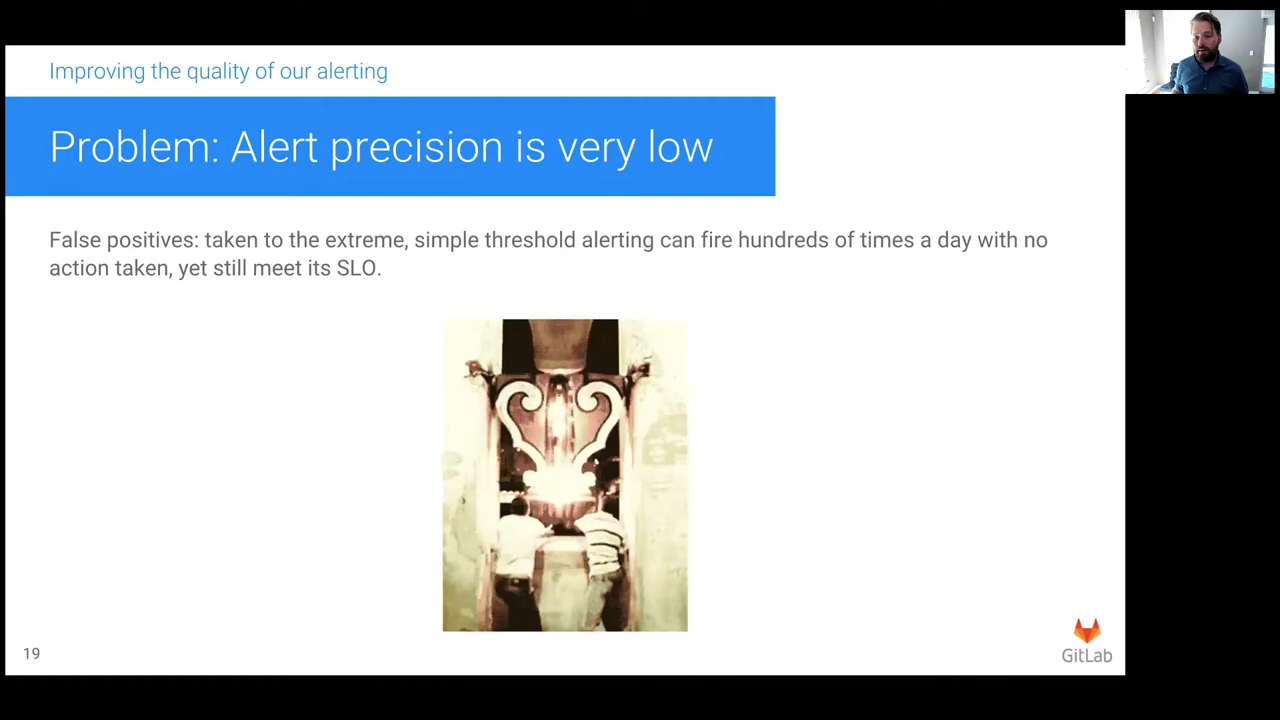 Improving the quality of our alerting
Problem: Alert precision is very low
False positives: taken to the extreme, simple threshold alerting can fire hundreds of times a day with no
action taken, yet still meet its SLO.
19
GitLab